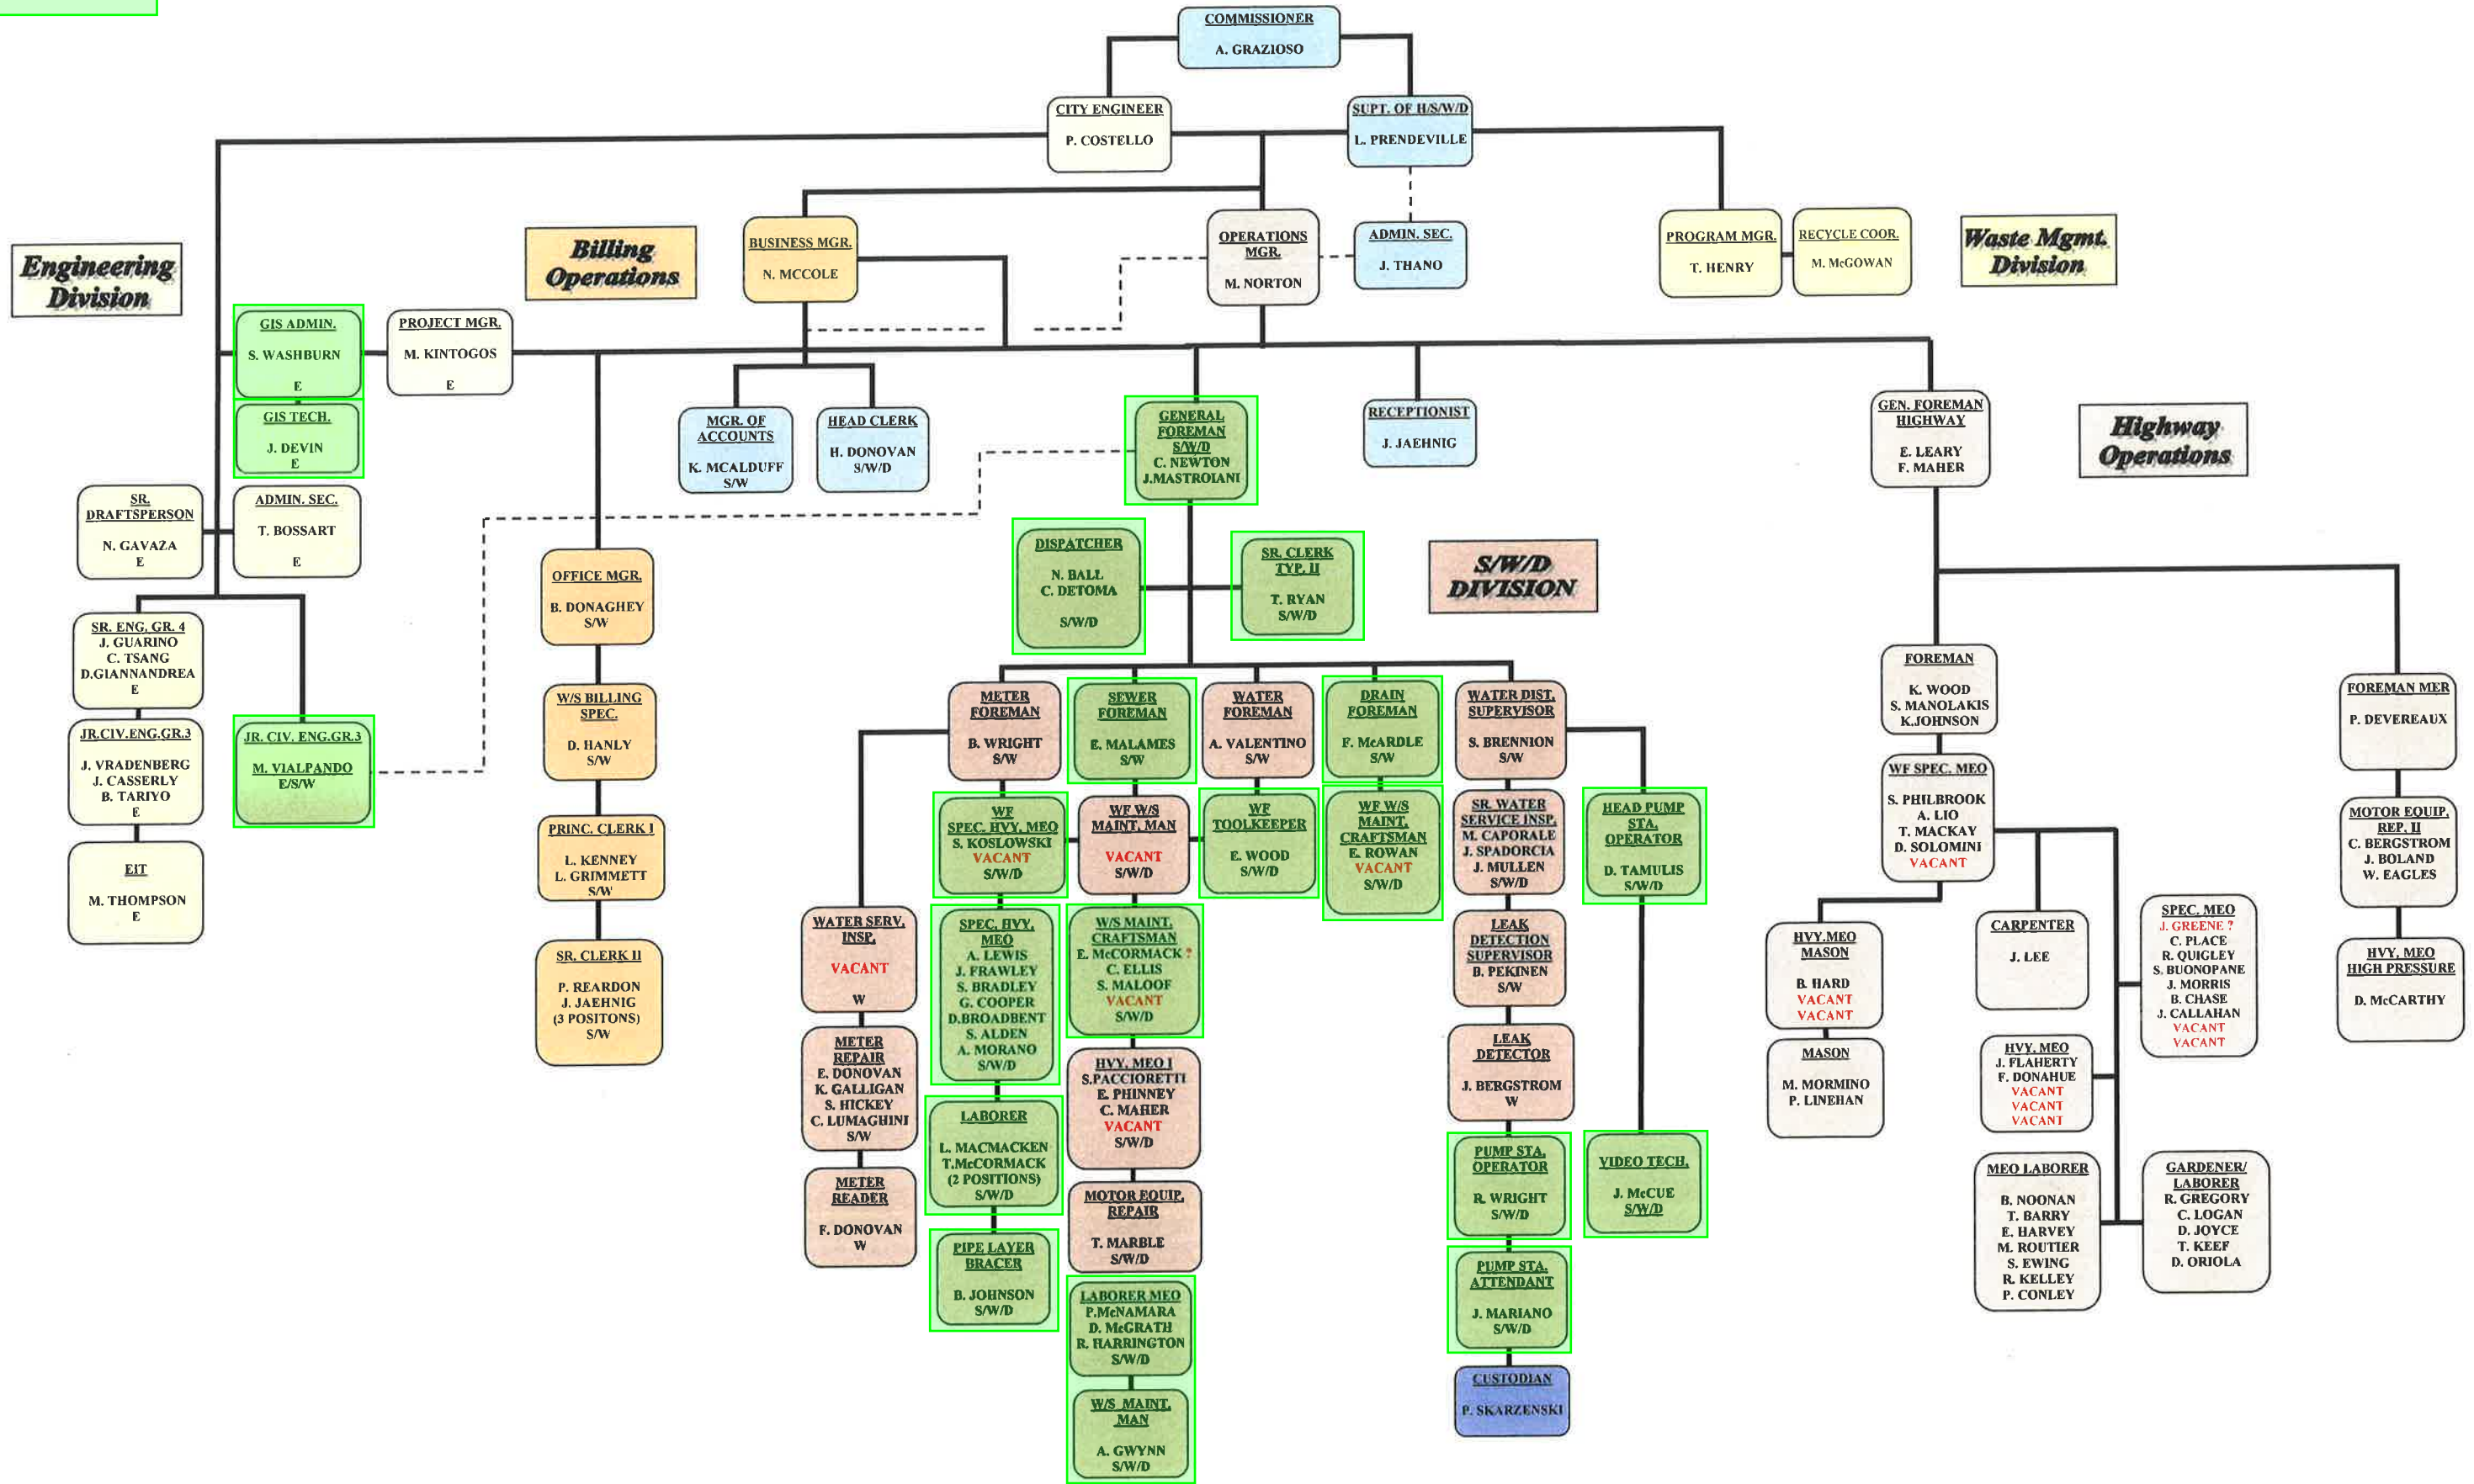 COMMISSIONER
A. GRAZIOSO
CITY ENGINEER
P. COSTELLO
SUPT. OF H/S/W/D
L. PRENDEVILLE
Engineering
Division
Billing
Operations
BUSINESS MGR.
N. MCCOLE
OPERATIONS
MGR.
M. NORTON
ADMIN. SEC.
J. THANO
PROGRAM MGR.
T. HENRY
RECYCLE COOR.
M. McGOWAN
Waste Mgmt.
Division
GIS ADMIN.
S. WASHBURN
E
PROJECT MGR.
M. KINTOGOS
E
GIS TECH.
J. DEVIN
E
MGR. OF
ACCOUNTS
K. MCALDUFF
S/W
HEAD CLERK
H. DONOVAN
S/W/D
GENERAL
FOREMAN
S/W/D
C. NEWTON
J.MASTROIANI
RECEPTIONIST
J. JAEHNIG
GEN. FOREMAN
HIGHWAY
E. LEARY
F. MAHER
Highway
Operations
SR.
DRAFTSPERSON
N. GAVAZA
E
ADMIN. SEC.
T. BOSSART
E
OFFICE MGR.
B. DONAGHEY
S/W
DISPATCHER
N. BALL
C. DETOMA
S/W/D
SR. CLERK
TYP. II
T. RYAN
S/W/D
S/W/D
DIVISION
SR. ENG. GR. 4
J. GUARINO
C. TSANG
D.GIANNANDREA
E
JR.CIV.ENG.GR.3
J. VRADENBERG
J. CASSERLY
B. TARIYO
E
JR. CIV. ENG.GR.3
M. VIALPANDO
E/S/W
EIT
M. THOMPSON
E
W/S BILLING
SPEC.
D. HANLY
S/W
PRINC. CLERK I
L. KENNEY
L. GRIMMETT
S/W
SR. CLERK II
P. REARDON
J. JAEHNIG
(3 POSITONS)
S/W
METER
FOREMAN
B. WRIGHT
S/W
SEWER
FOREMAN
E. MALAMES
S/W
WATER
FOREMAN
A. VALENTINO
S/W
DRAIN
FOREMAN
F. McARDLE
S/W
WATER DIST.
SUPERVISOR
S. BRENNION
S/W
WF
SPEC. HVY. MEO
S. KOSLOWSKI
VACANT
S/W/D
WF W/S
MAINT. MAN
VACANT
S/W/D
WF
TOOLKEEPER
E. WOOD
S/W/D
WF W/S
MAINT.
CRAFTSMAN
E. ROWAN
VACANT
S/W/D
SR. WATER
SERVICE INSP.
M. CAPORALE
J. SPADORCIA
J. MULLEN
S/W/D
HEAD PUMP
STA.
OPERATOR
D. TAMULIS
S/W/D
WATER SERV.
INSP.
VACANT
W
SPEC. HVY.
MEO
A. LEWIS
J. FRAWLEY
S. BRADLEY
G. COOPER
D.BROADBENT
S. ALDEN
A. MORANO
S/W/D
W/S MAINT.
CRAFTSMAN
E. McCORMACK ?
C. ELLIS
S. MALOOF
VACANT
S/W/D
LEAK
DETECTION
SUPERVISOR
B. PEKINEN
S/W
METER
REPAIR
E. DONOVAN
K. GALLIGAN
S. HICKEY
C. LUMAGHINI
S/W
LABORER
L. MACMACKEN
T.McCORMACK
(2 POSITIONS)
S/W/D
HVY. MEO I
S.PACCIORETTI
E. PHINNEY
C. MAHER
VACANT
S/W/D
LEAK
DETECTOR
J. BERGSTROM
W
METER
READER
F. DONOVAN
W
PIPE LAYER
BRACER
B. JOHNSON
S/W/D
MOTOR EQUIP.
REPAIR
T. MARBLE
S/W/D
PUMP STA.
OPERATOR
R. WRIGHT
S/W/D
VIDEO TECH.
J. McCUE
S/W/D
LABORER MEO
P.McNAMARA
D. McGRATH
R. HARRINGTON
S/W/D
PUMP STA.
ATTENDANT
J. MARIANO
S/W/D
W/S MAINT.
MAN
A. GWYNN
S/W/D
CUSTODIAN
P. SKARZENSKI
FOREMAN
K. WOOD
S. MANOLAKIS
K.JOHNSON
FOREMAN MER
P. DEVEREAUX
WF SPEC. MEO
S. PHILBROOK
A. LIO
T. MACKAY
D. SOLOMINI
VACANT
MOTOR EQUIP.
REP. II
C. BERGSTROM
J. BOLAND
W. EAGLES
HVY.MEO
MASON
B. HARD
VACANT
VACANT
CARPENTER
J. LEE
SPEC. MEO
J. GREENE ?
C. PLACE
R. QUIGLEY
S. BUONOPANE
J. MORRIS
B. CHASE
J. CALLAHAN
VACANT
VACANT
HVY. MEO
HIGH PRESSURE
D. McCARTHY
MASON
M. MORMINO
P. LINEHAN
HVY. MEO
J. FLAHERTY
F. DONAHUE
VACANT
VACANT
VACANT
MEO LABORER
B. NOONAN
T. BARRY
E. HARVEY
M. ROUTIER
S. EWING
R. KELLEY
P. CONLEY
GARDENER/
LABORER
R. GREGORY
C. LOGAN
D. JOYCE
T. KEEF
D. ORIOLA